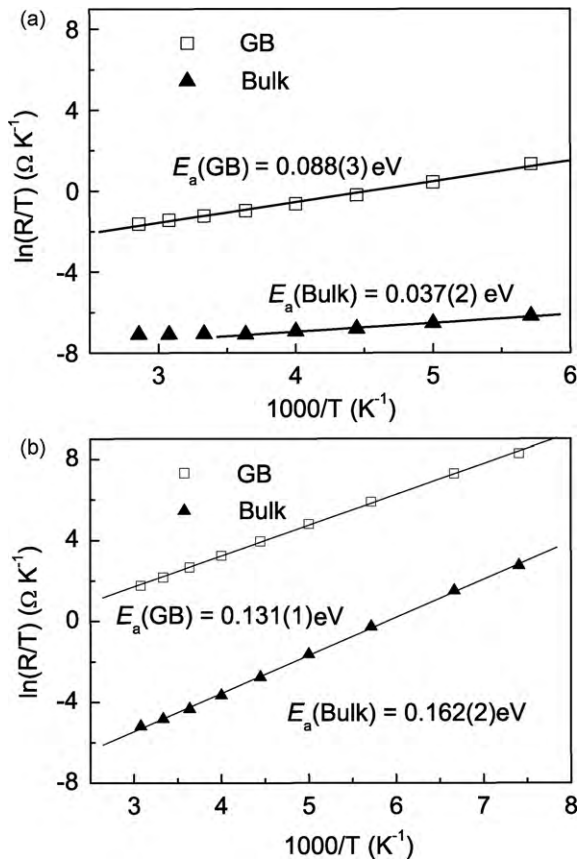 (a)
8
4
0
-4
-8
ln(R/T) (Ω K⁻¹)
GB
Bulk
Eₐ(GB) = 0.088(3) eV
Eₐ(Bulk) = 0.037(2) eV
3 4 5 6
1000/T (K⁻¹)
(b)
8
4
0
-4
-8
ln(R/T) (Ω K⁻¹)
GB
Bulk
Eₐ(GB) = 0.131(1)eV
Eₐ(Bulk) = 0.162(2)eV
3 4 5 6 7 8
1000/T (K⁻¹)